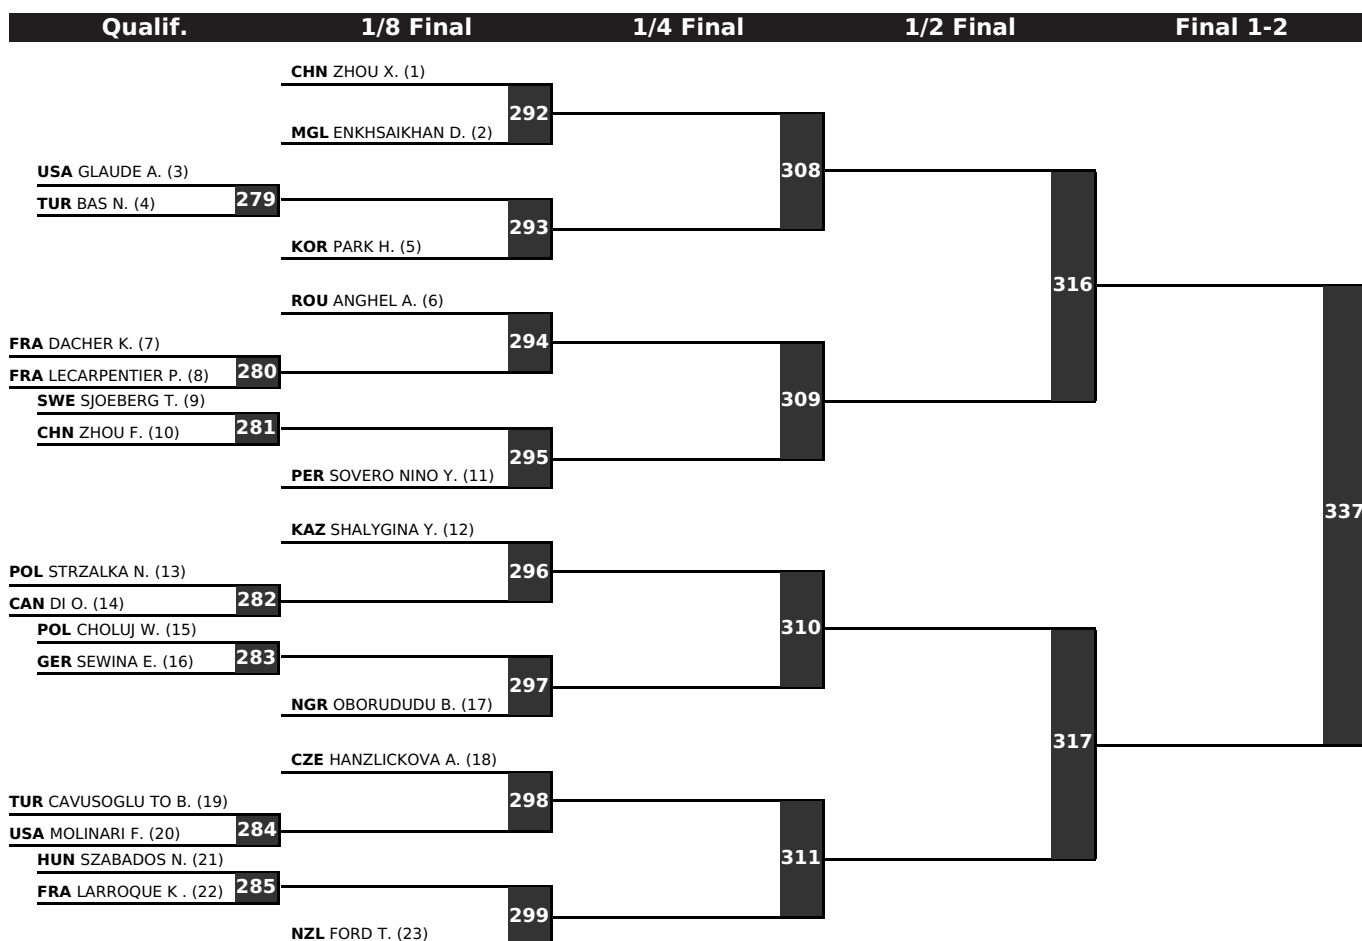 Qualif. 1/8 Final 1/4 Final 1/2 Final Final 1-2
CHN ZHOU X. (1)
292
MGL ENKHSAIKHAN D. (2)
USA GLAUDE A. (3)
308
TUR BAS N. (4) 279
293
KOR PARK H. (5)
316
ROU ANGHEL A. (6)
FRA DACHER K. (7)
294
FRA LECARPENTIER P. (8) 280
SWE SJOEBERG T. (9)
309
CHN ZHOU F. (10) 281
295
PER SOVERO NINO Y. (11)
337
KAZ SHALYGINA Y. (12)
POL STRZALKA N. (13)
296
CAN DI O. (14) 282
POL CHOLUJ W. (15)
310
GER SEWINA E. (16) 283
297
NGR OBORUDUDU B. (17)
317
CZE HANZLICKOVA A. (18)
TUR CAVUSOGLU TO B. (19)
298
USA MOLINARI F. (20) 284
HUN SZABADOS N. (21)
311
FRA LARROQUE K . (22) 285
299
NZL FORD T. (23)